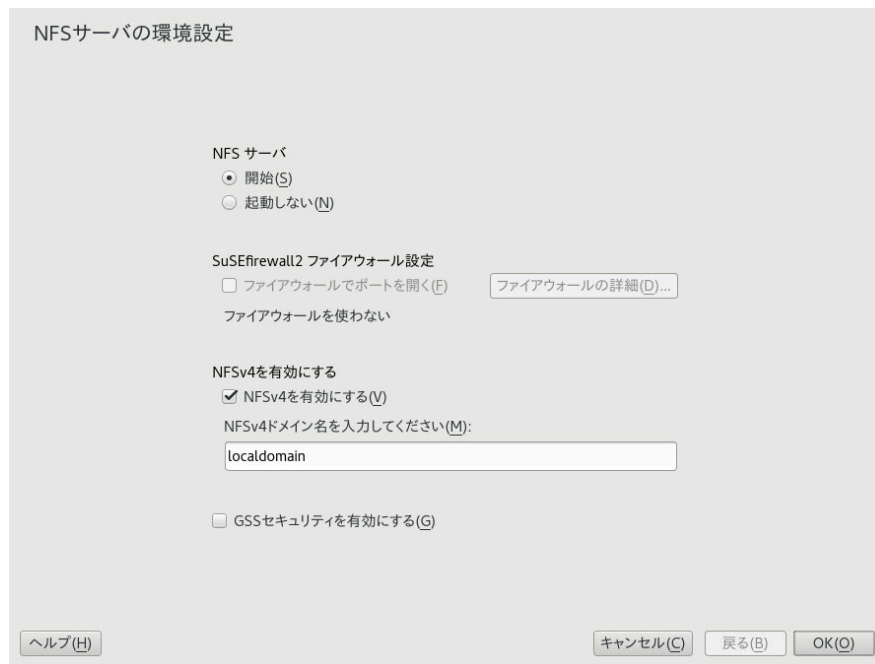 NFSサーバの環境設定
NFS サーバ
開始(S)
起動しない(N)
SuSEfirewall2 ファイアウォール設定
ファイアウォールでポートを開く(F)
ファイアウォールの詳細(D)...
ファイアウォールを使わない
NFSv4を有効にする
NFSv4を有効にする(V)
NFSv4ドメイン名を入力してください(M):
localdomain
GSSセキュリティを有効にする(G)
ヘルプ(H)
キャンセル(C)
戻る(B)
OK(O)